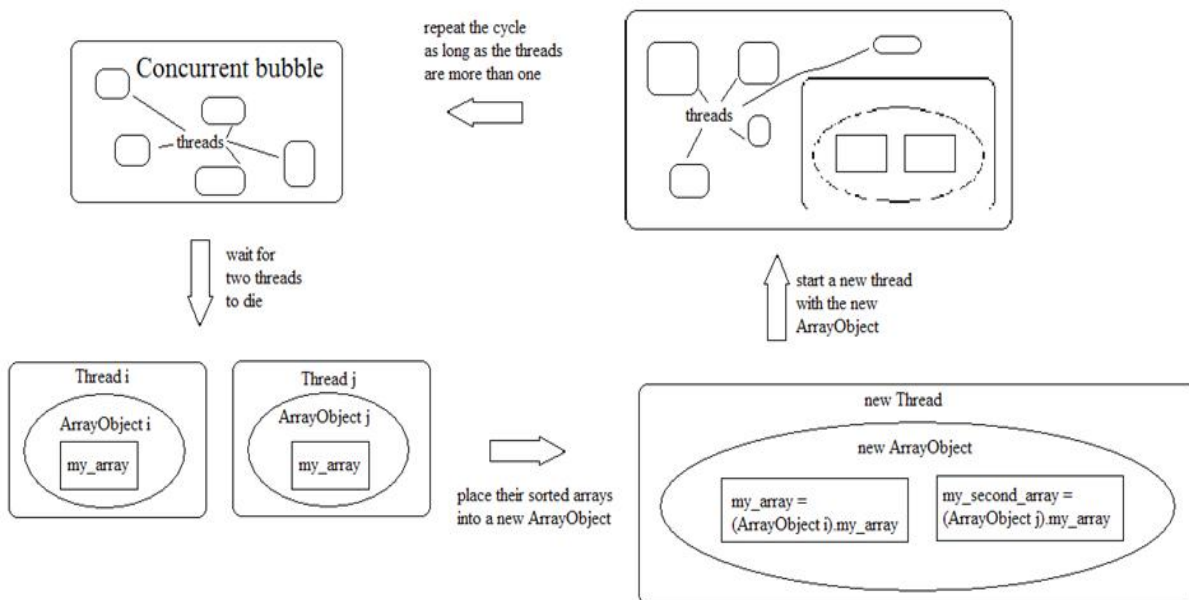 Concurrent bubble
threads
repeat the cycle
as long as the threads
are more than one
threads
wait for
two threads
to die
start a new thread
with the new
ArrayObject
Thread i
ArrayObject i
my_array
Thread j
ArrayObject j
my_array
place their sorted arrays
into a new ArrayObject
new Thread
new ArrayObject
my_array =
(ArrayObject i).my_array
my_second_array =
(ArrayObject j).my_array